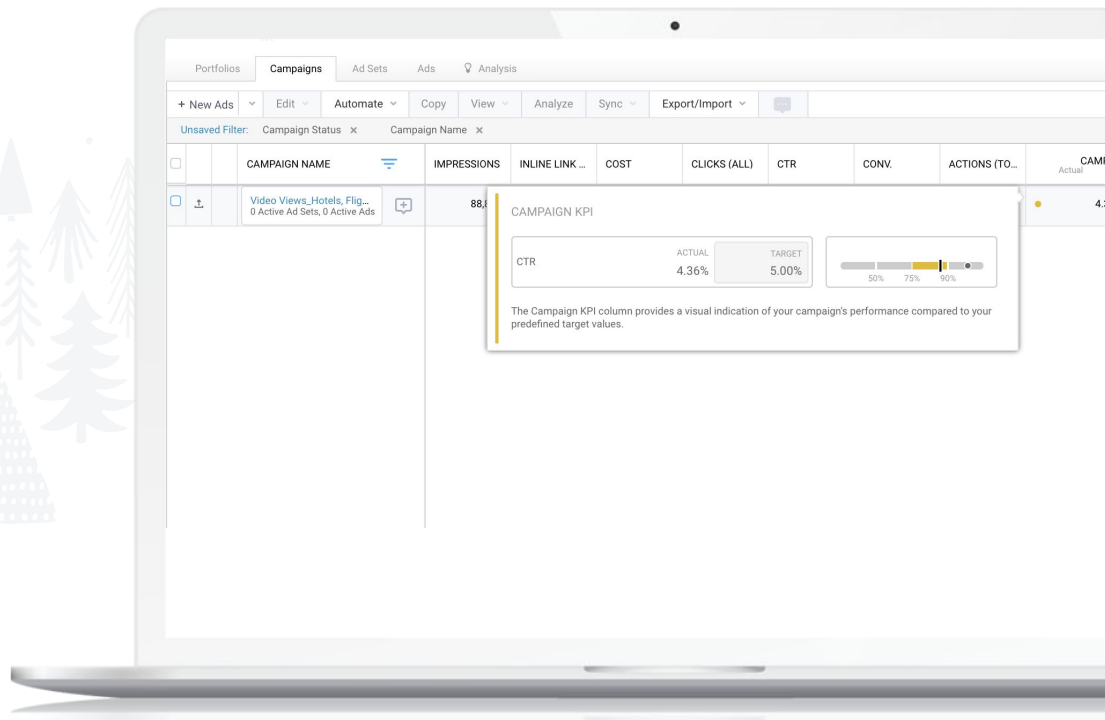 Portfolios Campaigns Ad Sets Ads Analysis
+ New Ads Edit Automate Copy View Analyze Sync Export/Import
Unsaved Filter: Campaign Status × Campaign Name ×
CAMPAIGN NAME IMPRESSIONS INLINE LINK ... COST CLICKS (ALL) CTR CONV. ACTIONS (TO...
Actual
Video Views_Hotels, Flig...
0 Active Ad Sets, 0 Active Ads
CAMPAIGN KPI
ACTUAL TARGET
CTR
4.36% 5.00%
50% 75% 90%
The Campaign KPI column provides a visual indication of your campaign's performance compared to your
predefined target values.